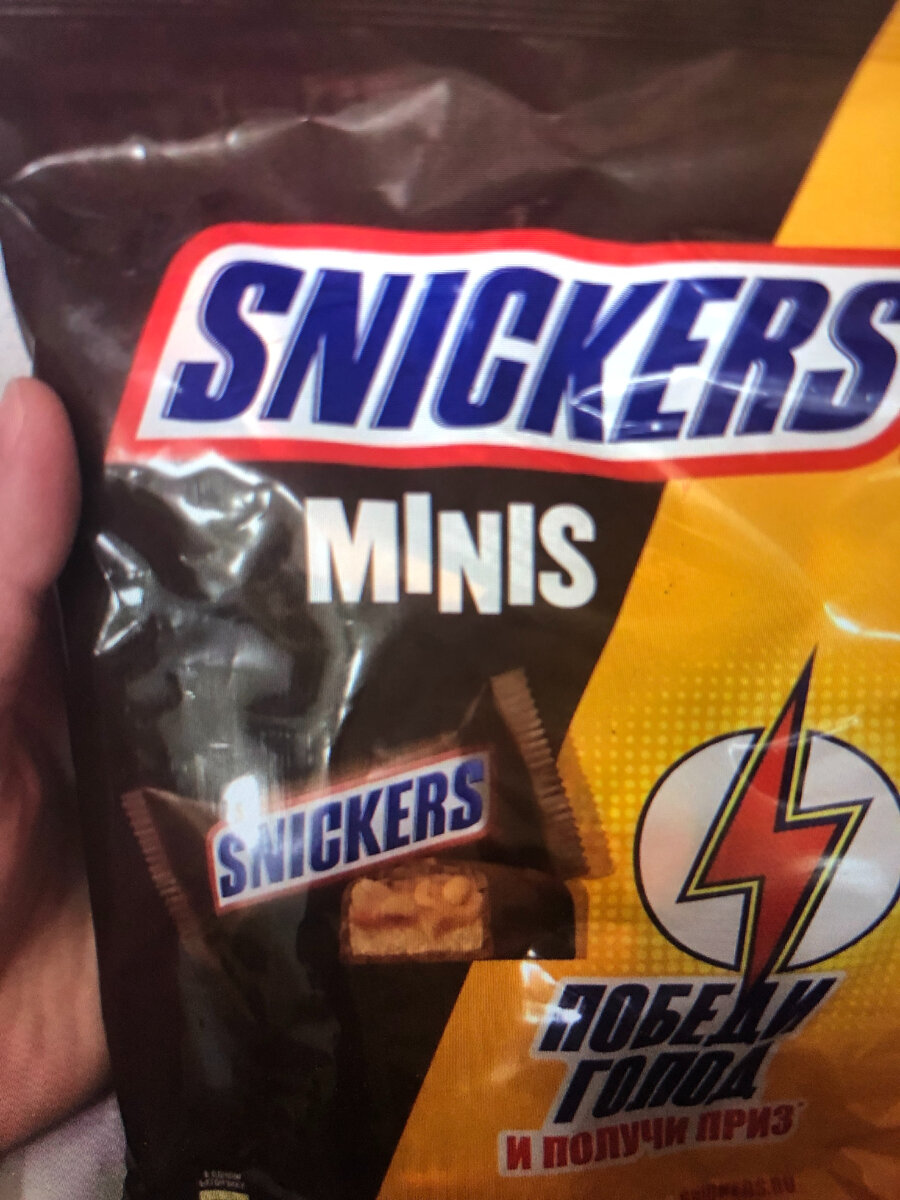 SNICKERS
MINIS
SNICKERS
ПОБЕДИ
ГОЛОД
И ПОЛУЧИ ПРИЗ*